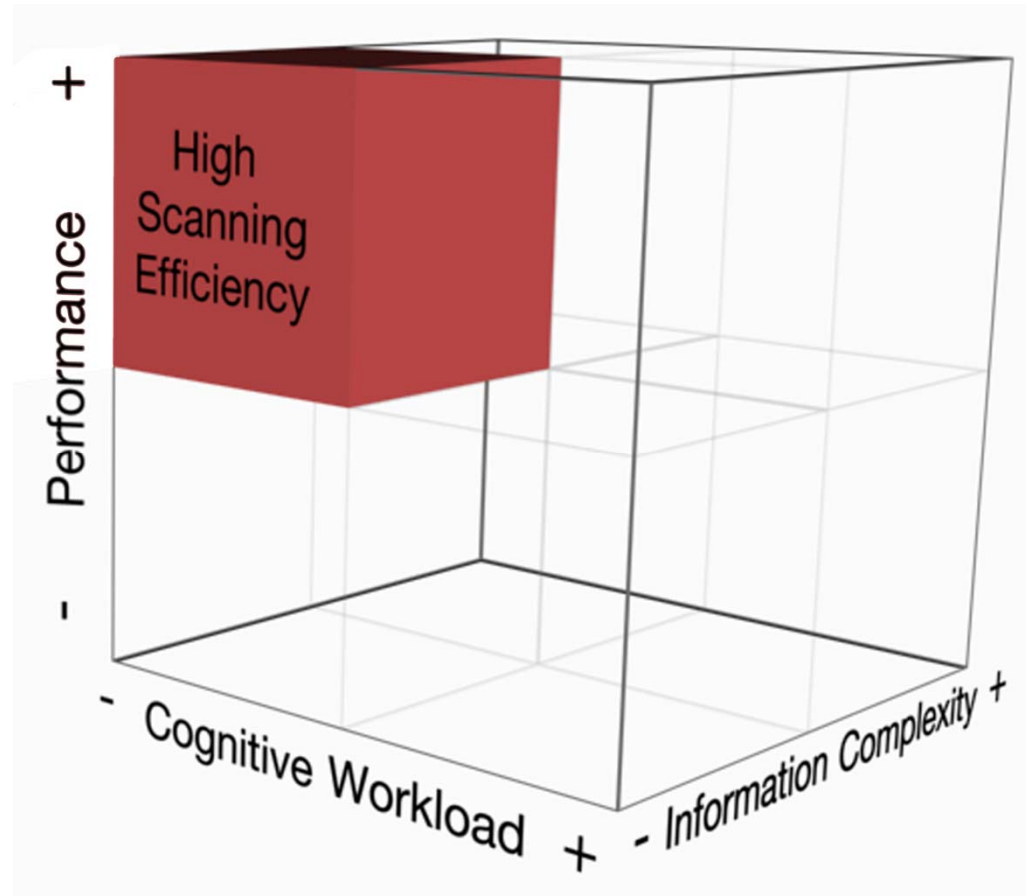 +
High
Scanning
Efficiency
Performance
-
- Cognitive Workload +
- Information Complexity +